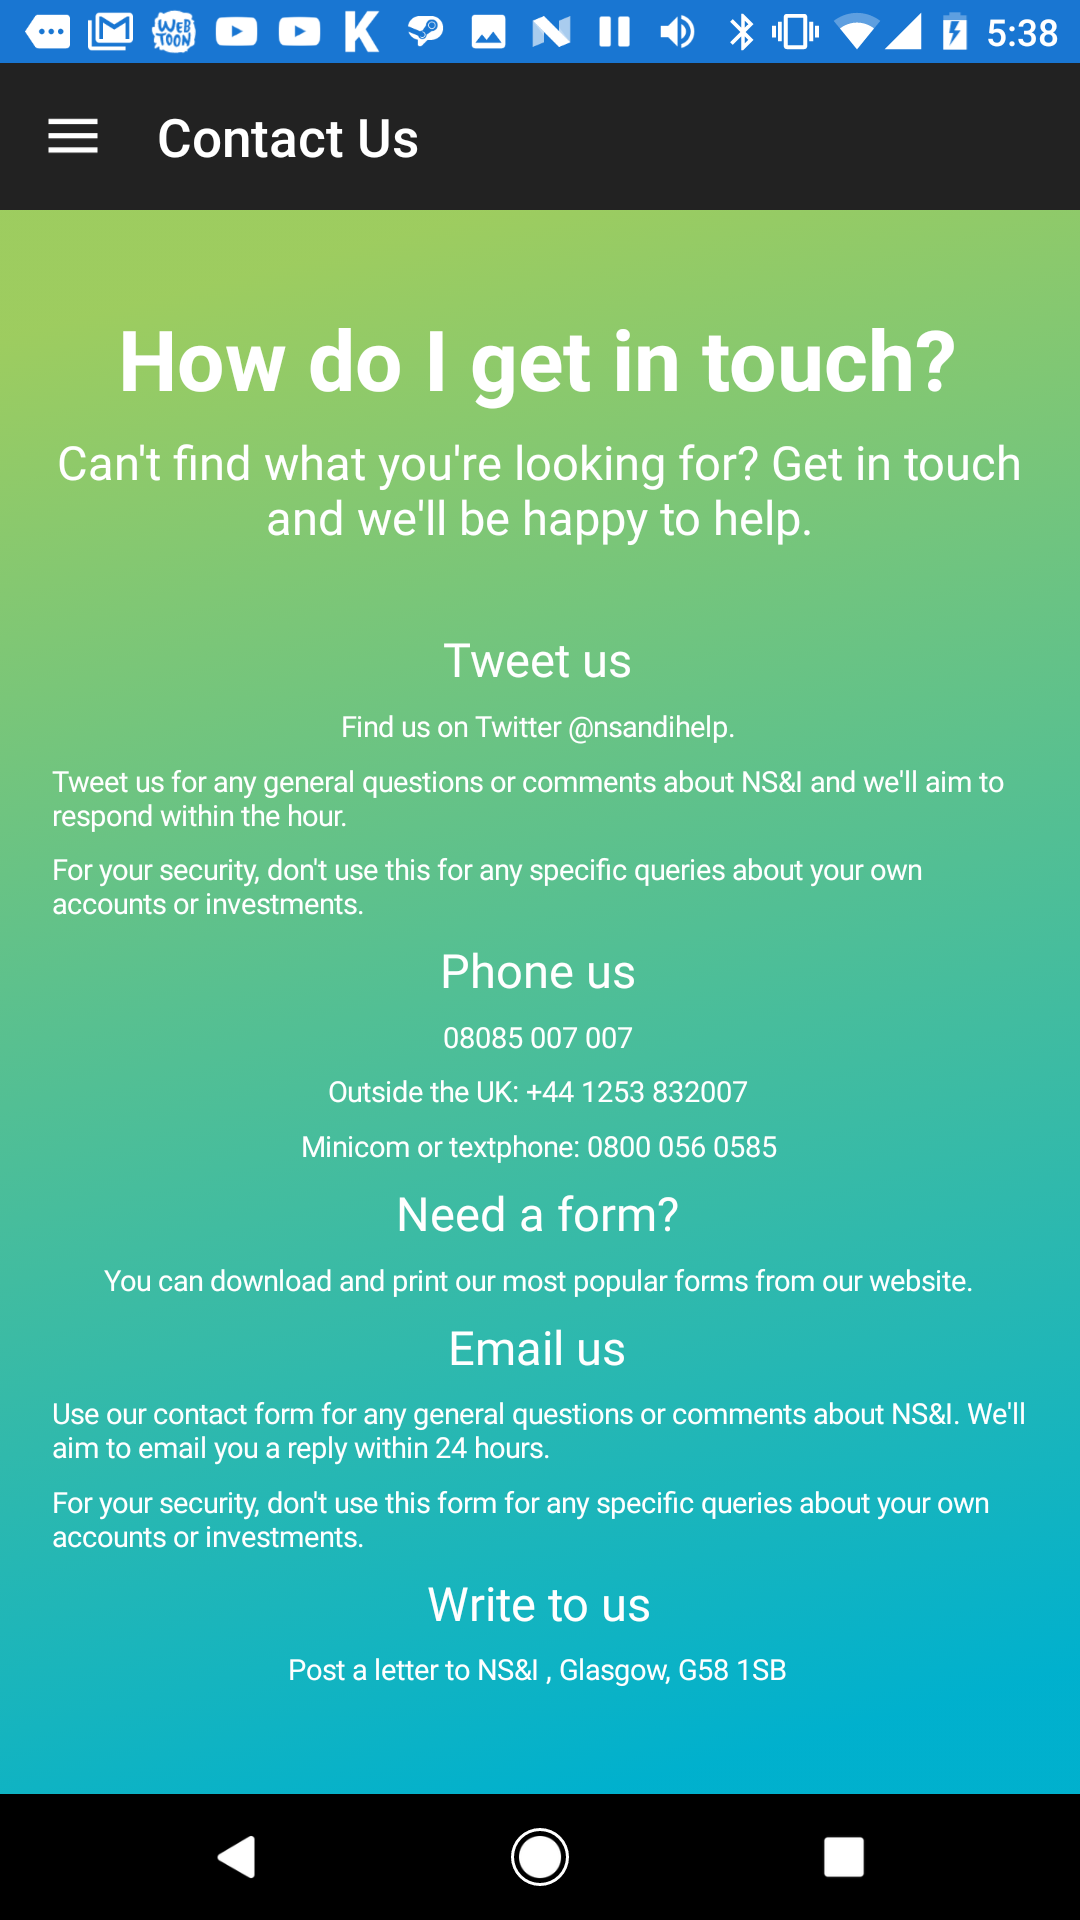 WEB
TOON
5:38
Contact Us
How do I get in touch?
Can't find what you're looking for? Get in touch
and we'll be happy to help.
Tweet us
Find us on Twitter @nsandihelp.
Tweet us for any general questions or comments about NS&I and we'll aim to
respond within the hour.
For your security, don't use this for any specific queries about your own
accounts or investments.
Phone us
08085 007 007
Outside the UK: +44 1253 832007
Minicom or textphone: 0800 056 0585
Need a form?
You can download and print our most popular forms from our website.
Email us
Use our contact form for any general questions or comments about NS&I. We'll
aim to email you a reply within 24 hours.
For your security, don't use this form for any specific queries about your own
accounts or investments.
Write to us
Post a letter to NS&I , Glasgow, G58 1SB